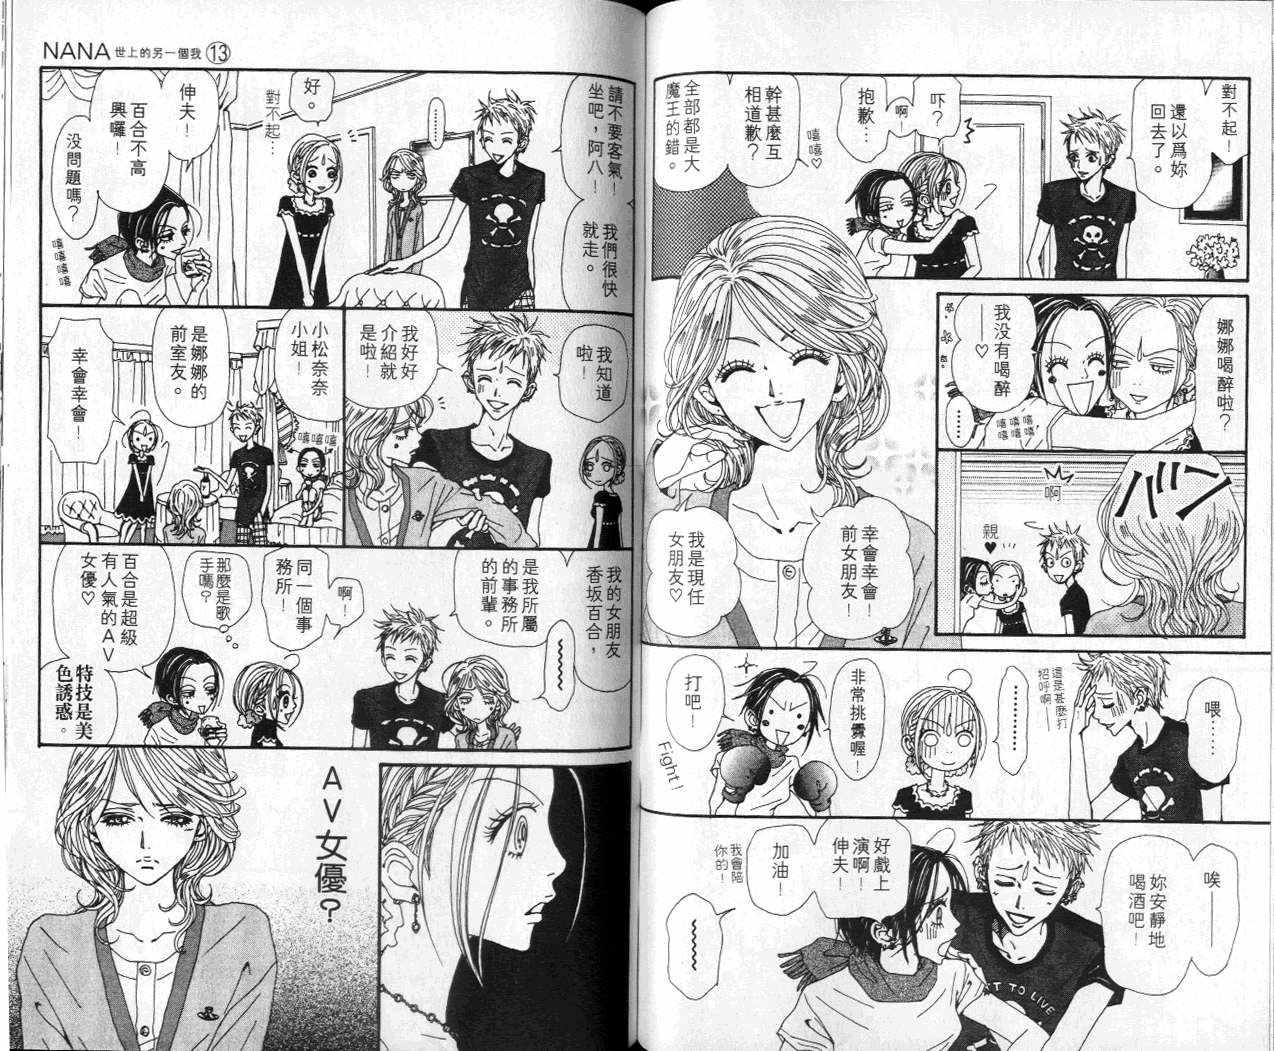 NANA 世上的另一個我 13
對不起！
還以爲妳
回去了。
吓？
啊！
抱歉…
嘻
嘻
♡
幹甚麼互
相道歉？
全部都是大
魔王的錯。
娜娜喝醉啦？
我没有喝醉
—♡
嘻嘻嘻
嘻嘻嘻
……
バン
啊
親♥
幸會幸會！
前女朋友！
我是現任
女朋友♡
喂……
這是甚麼打
招呼啊—
………
非常挑釁喔！
打吧！
Fight!
唉——
妳安靜地
喝酒吧！
好戲上
演啊！
伸夫！
加油！
我會陪
你的！
T TO LIVE
請不要客氣！
坐吧，阿八！
我們很快
就走。
……
好。
對不起…
伸夫！
百合不高
興囉！
没問題嗎？
嘻嘻嘻嘻
我知道
啦！
我好好
介紹就
是啦！
小松奈奈
小姐！
是娜娜的
前室友。
嘻嘻嘻
幸會幸會！
我的女朋友
香坂百合，
是我所屬
的事務所
的前輩。
啊！
同一個事
務所！
那麼是歌
手嗎？
百合是超級
有人氣的AV
女優♡
特技是美
色誘惑。
AV女優？